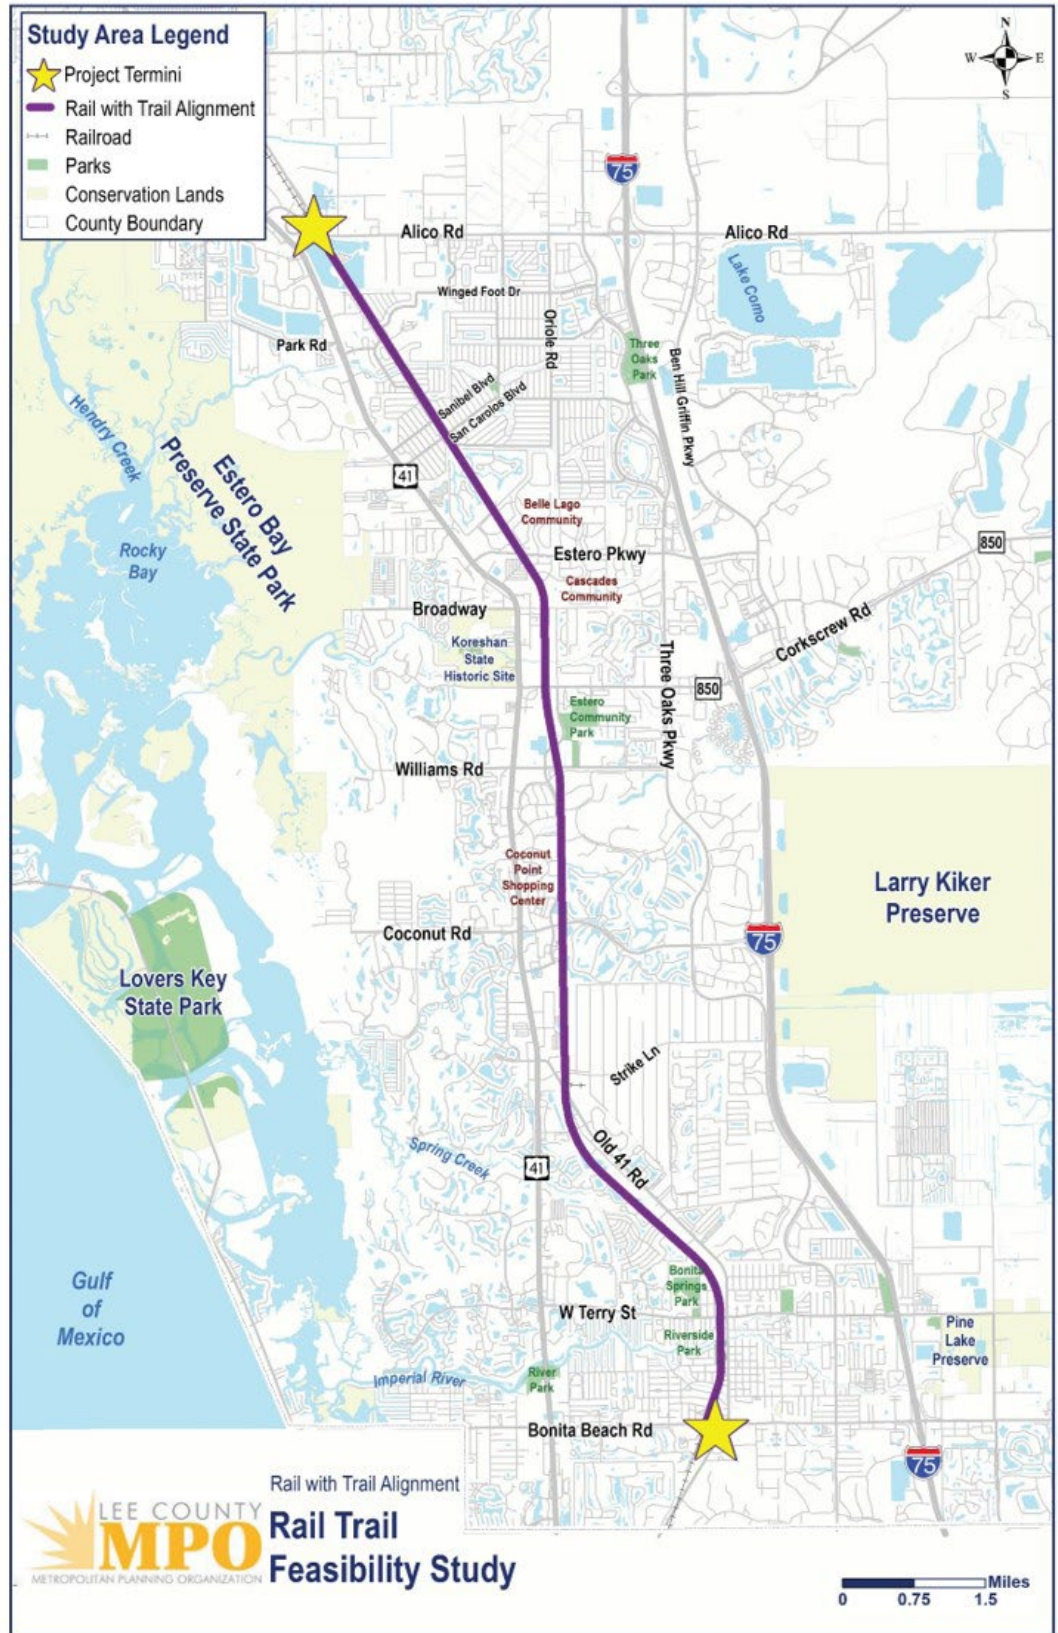 Study Area Legend
Project Termini
Rail with Trail Alignment
Railroad
Parks
Conservation Lands
County Boundary
N
W E
S
75
Alico Rd
Alico Rd
Lake Como
Winged Foot Dr
Oriole Rd
Park Rd
Three
Oaks
Park
Ben Hill Griffin Pkwy
Sanibel Blvd
San Carolos Blvd
Hendry Creek
Estero Bay
Preserve State Park
41
Belle Lago
Community
Rocky
Bay
Estero Pkwy
850
Cascades
Community
Broadway
Corkscrew Rd
Koreshan
State
Historic Site
Three Oaks Pkwy
850
Estero
Community
Park
Williams Rd
Coconut
Point
Shopping
Center
Larry Kiker
Preserve
Coconut Rd
75
Lovers Key
State Park
Strike Ln
Old 41 Rd
Spring Creek
41
Gulf
of
Mexico
Bonita
Springs
Park
W Terry St
Riverside
Park
Pine
Lake
Preserve
Imperial River
River
Park
Bonita Beach Rd
75
Rail with Trail Alignment
LEE COUNTY
MPO
METROPOLITAN PLANNING ORGANIZATION
Rail Trail
Feasibility Study
Miles
0 0.75 1.5